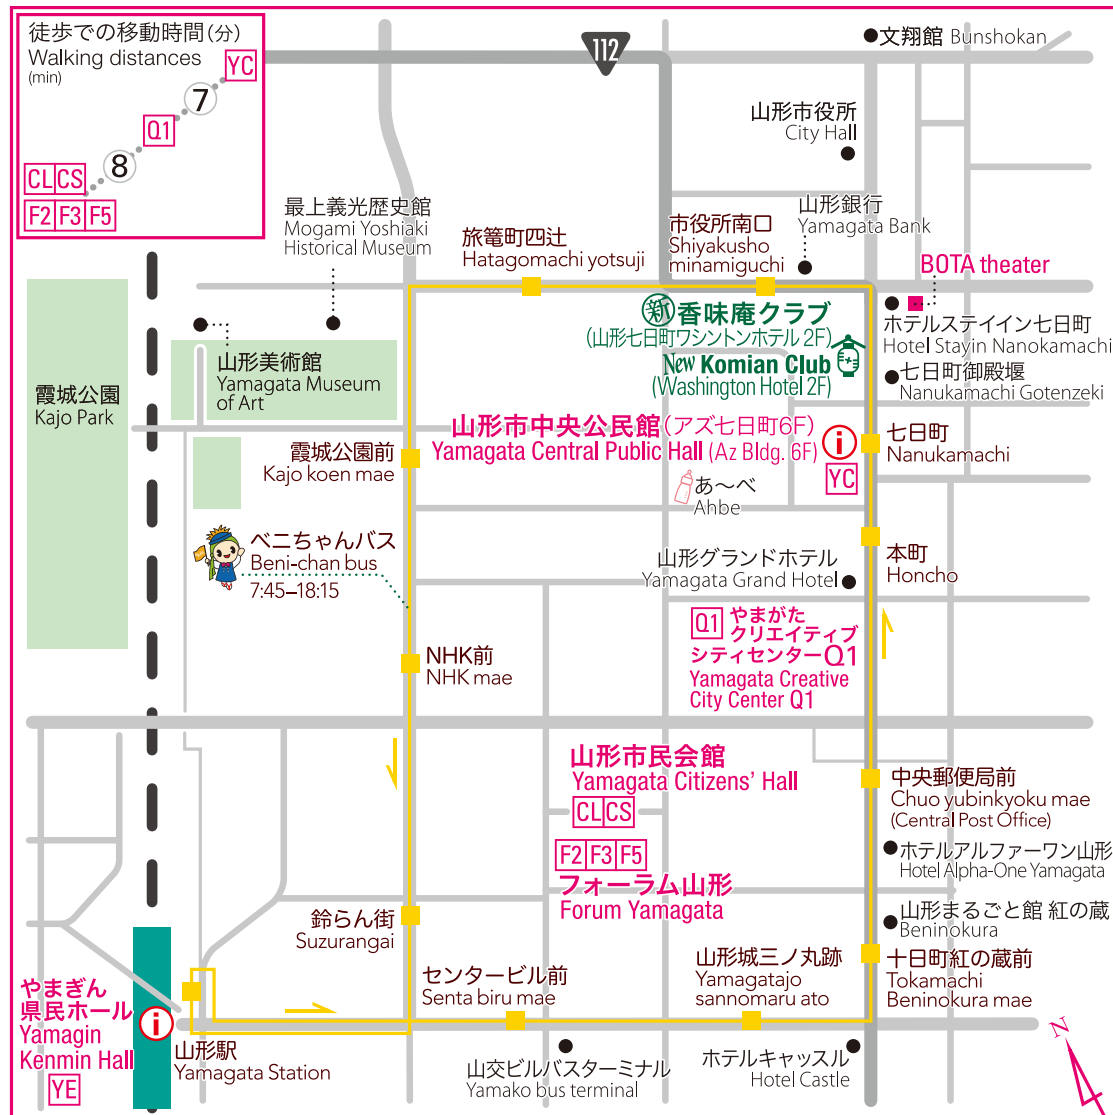 徒歩での移動時間(分)
Walking distances
(min)
YC
7
Q1
8
CL CS
F2 F3 F5
112
文翔館 Bunshokan
山形市役所
City Hall
最上義光歴史館
Mogami Yoshiaki
Historical Museum
旅篭町四辻
Hatagomachi yotsuji
市役所南口
Shiyakusho
minamiguchi
山形銀行
Yamagata Bank
BOTA theater
新 香味庵クラブ
(山形七日町ワシントンホテル 2F)
New Komian Club
(Washington Hotel 2F)
ホテルステイイン七日町
Hotel Stayin Nanokamachi
七日町御殿堰
Nanukamachi Gotenzeki
山形美術館
Yamagata Museum
of Art
霞城公園
Kajo Park
山形市中央公民館(アズ七日町6F)
Yamagata Central Public Hall (Az Bldg. 6F)
i
YC
七日町
Nanukamachi
霞城公園前
Kajo koen mae
あ〜べ
Ahbe
ベニちゃんバス
Beni-chan bus
7:45–18:15
山形グランドホテル
Yamagata Grand Hotel
本町
Honcho
Q1 やまがた
クリエイティブ
シティセンターQ1
Yamagata Creative
City Center Q1
NHK前
NHK mae
山形市民会館
Yamagata Citizens' Hall
CL CS
中央郵便局前
Chuo yubinkyoku mae
(Central Post Office)
F2 F3 F5
フォーラム山形
Forum Yamagata
ホテルアルファーワン山形
Hotel Alpha-One Yamagata
山形まるごと館 紅の蔵
Beninokura
鈴らん街
Suzurangai
センタービル前
Senta biru mae
山形城三ノ丸跡
Yamagatajo
sannomaru ato
十日町紅の蔵前
Tokamachi
Beninokura mae
やまぎん
県民ホール
Yamagin
Kenmin Hall
YE
i
山形駅
Yamagata Station
山交ビルバスターミナル
Yamako bus terminal
ホテルキャッスル
Hotel Castle
N